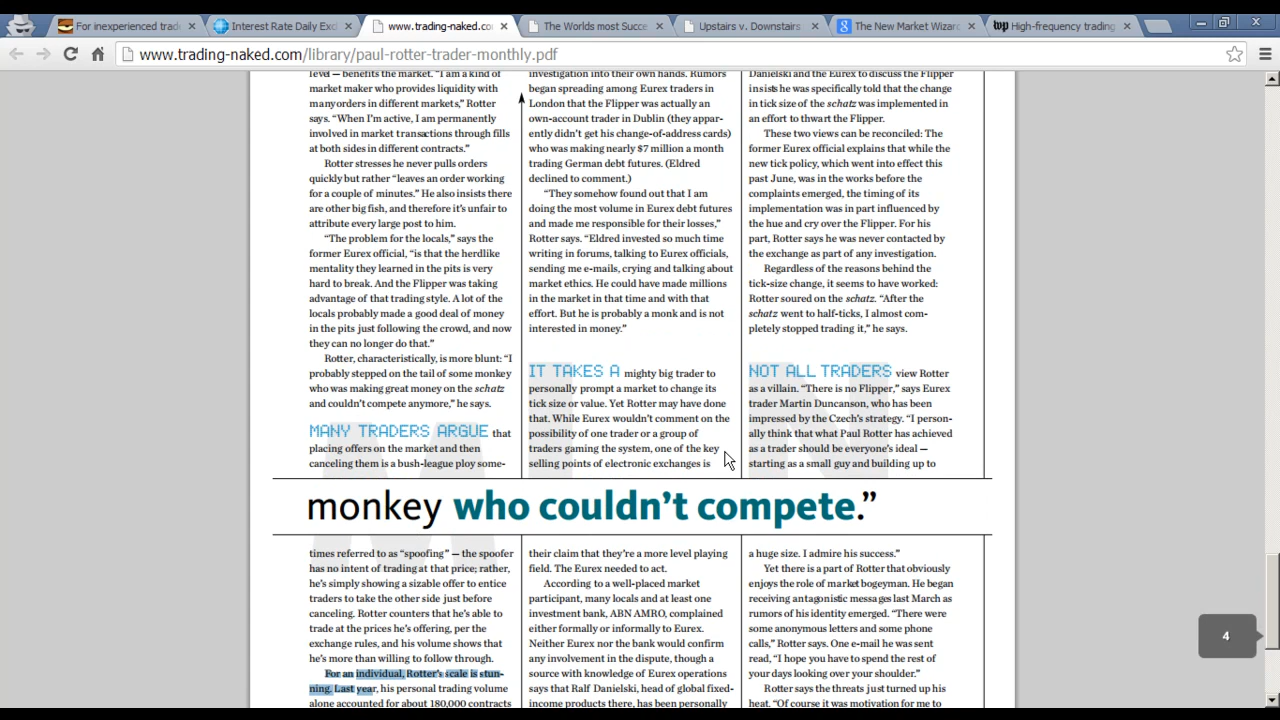 For inexperienced trad
Interest Rate Daily Exc
www.trading-naked.co
The Worlds most Succe
Upstairs v. Downstairs
The New Market Wizar
High-frequency trading
www.trading-naked.com/library/paul-rotter-trader-monthly.pdf
level — benefits the market. “I am a kind of
market maker who provides liquidity with
many orders in different markets,” Rotter
says. “When I’m active, I am permanently
involved in market transactions through fills
at both sides in different contracts.”
Rotter stresses he never pulls orders
quickly but rather “leaves an order working
for a couple of minutes.” He also insists there
are other big fish, and therefore it’s unfair to
attribute every large post to him.
“The problem for the locals,” says the
former Eurex official, “is that the herdlike
mentality they learned in the pits is very
hard to break. And the Flipper was taking
advantage of that trading style. A lot of the
locals probably made a good deal of money
in the pits just following the crowd, and now
they can no longer do that.”
Rotter, characteristically, is more blunt: “I
probably stepped on the tail of some monkey
who was making great money on the schatz
and couldn’t compete anymore,” he says.
MANY TRADERS ARGUE that
placing offers on the market and then
canceling them is a bush-league ploy some-
investigation into their own hands. Rumors
began spreading among Eurex traders in
London that the Flipper was actually an
own-account trader in Dublin (they appar-
ently didn’t get his change-of-address cards)
who was making nearly $7 million a month
trading German debt futures. (Eldred
declined to comment.)
“They somehow found out that I am
doing the most volume in Eurex debt futures
and made me responsible for their losses,”
Rotter says. “Eldred invested so much time
writing in forums, talking to Eurex officials,
sending me e-mails, crying and talking about
market ethics. He could have made millions
in the market in that time and with that
effort. But he is probably a monk and is not
interested in money.”
IT TAKES A mighty big trader to
personally prompt a market to change its
tick size or value. Yet Rotter may have done
that. While Eurex wouldn’t comment on the
possibility of one trader or a group of
traders gaming the system, one of the key
selling points of electronic exchanges is
Danielski and the Eurex to discuss the Flipper
insists he was specifically told that the change
in tick size of the schatz was implemented in
an effort to thwart the Flipper.
These two views can be reconciled: The
former Eurex official explains that while the
new tick policy, which went into effect this
past June, was in the works before the
complaints emerged, the timing of its
implementation was in part influenced by
the hue and cry over the Flipper. For his
part, Rotter says he was never contacted by
the exchange as part of any investigation.
Regardless of the reasons behind the
tick-size change, it seems to have worked:
Rotter soured on the schatz. “After the
schatz went to half-ticks, I almost com-
pletely stopped trading it,” he says.
NOT ALL TRADERS view Rotter
as a villain. “There is no Flipper,” says Eurex
trader Martin Duncanson, who has been
impressed by the Czech’s strategy. “I person-
ally think that what Paul Rotter has achieved
as a trader should be everyone’s ideal —
starting as a small guy and building up to
monkey who couldn’t compete.”
times referred to as “spoofing” — the spoofer
has no intent of trading at that price; rather,
he’s simply showing a sizable offer to entice
traders to take the other side just before
canceling. Rotter counters that he’s able to
trade at the prices he’s offering, per the
exchange rules, and his volume shows that
he’s more than willing to follow through.
For an individual, Rotter’s scale is stun-
ning. Last year, his personal trading volume
alone accounted for about 180,000 contracts
their claim that they’re a more level playing
field. The Eurex needed to act.
According to a well-placed market
participant, many locals and at least one
investment bank, ABN AMRO, complained
either formally or informally to Eurex.
Neither Eurex nor the bank would confirm
any involvement in the dispute, though a
source with knowledge of Eurex operations
says that Ralf Danielski, head of global fixed-
income products there, has been personally
a huge size. I admire his success.”
Yet there is a part of Rotter that obviously
enjoys the role of market bogeyman. He began
receiving antagonistic messages last March as
rumors of his identity emerged. “There were
some anonymous letters and some phone
calls,” Rotter says. One e-mail he was sent
read, “I hope you have to spend the rest of
your days looking over your shoulder.”
Rotter says the threats just turned up his
heat. “Of course it was motivation for me to
4